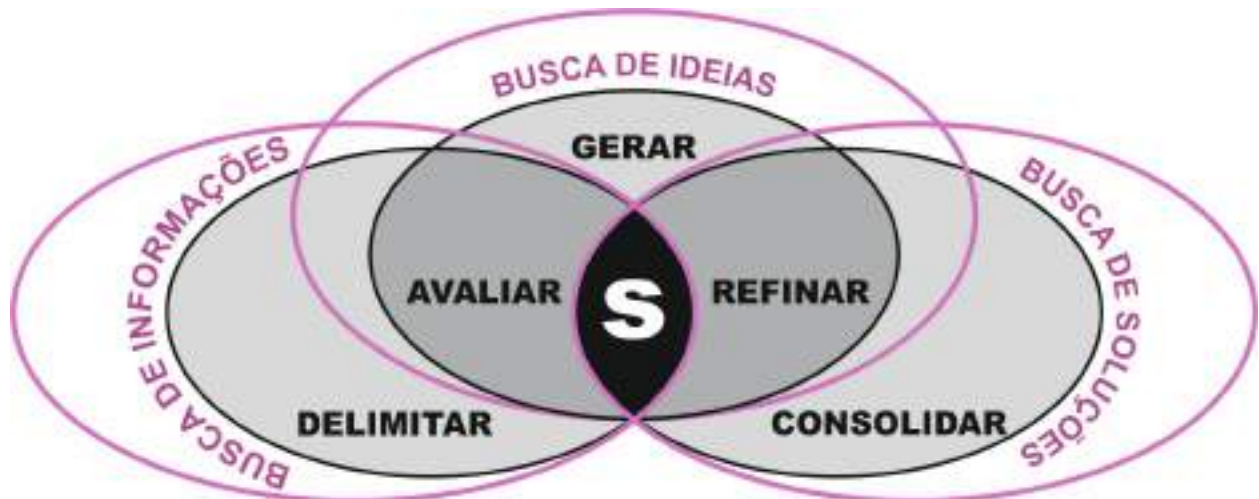 BUSCA DE IDEIAS
GERAR
BUSCA DE INFORMAÇÕES
BUSCA DE SOLUÇÕES
AVALIAR
S
REFINAR
DELIMITAR
CONSOLIDAR